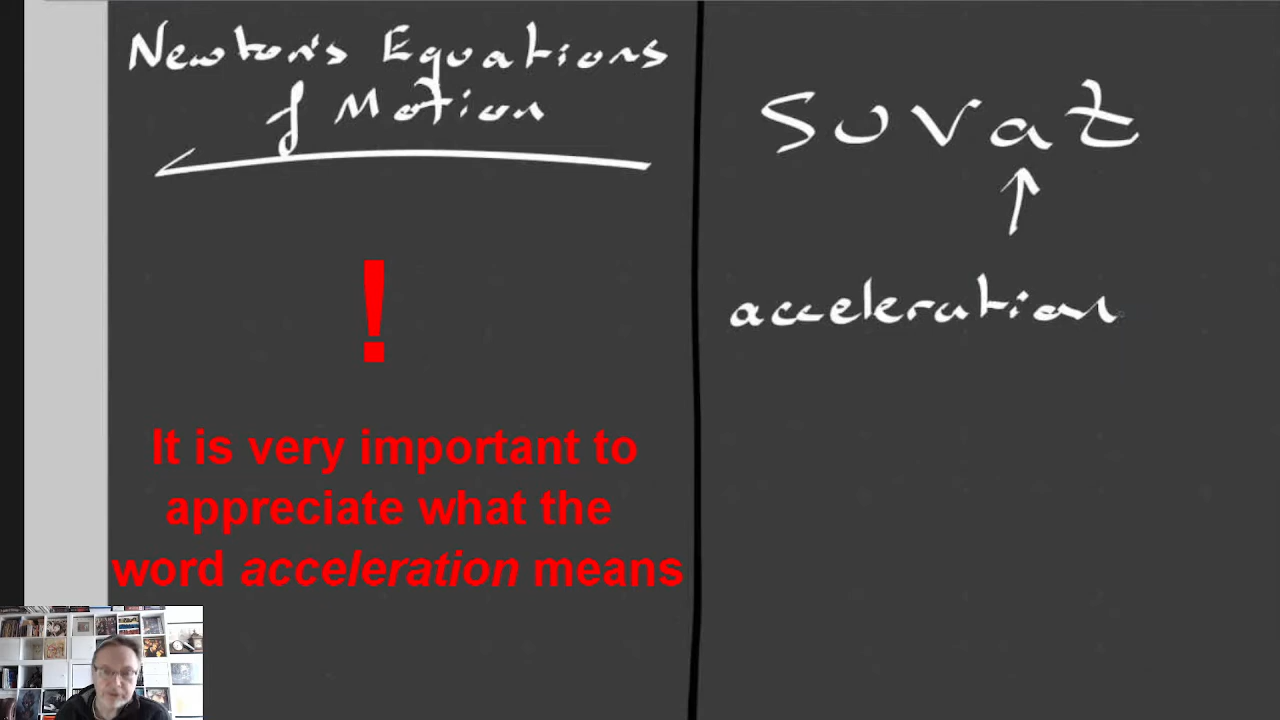 Newton's Equations
of Motion
!
It is very important to
appreciate what the
word acceleration means
suvat
acceleration